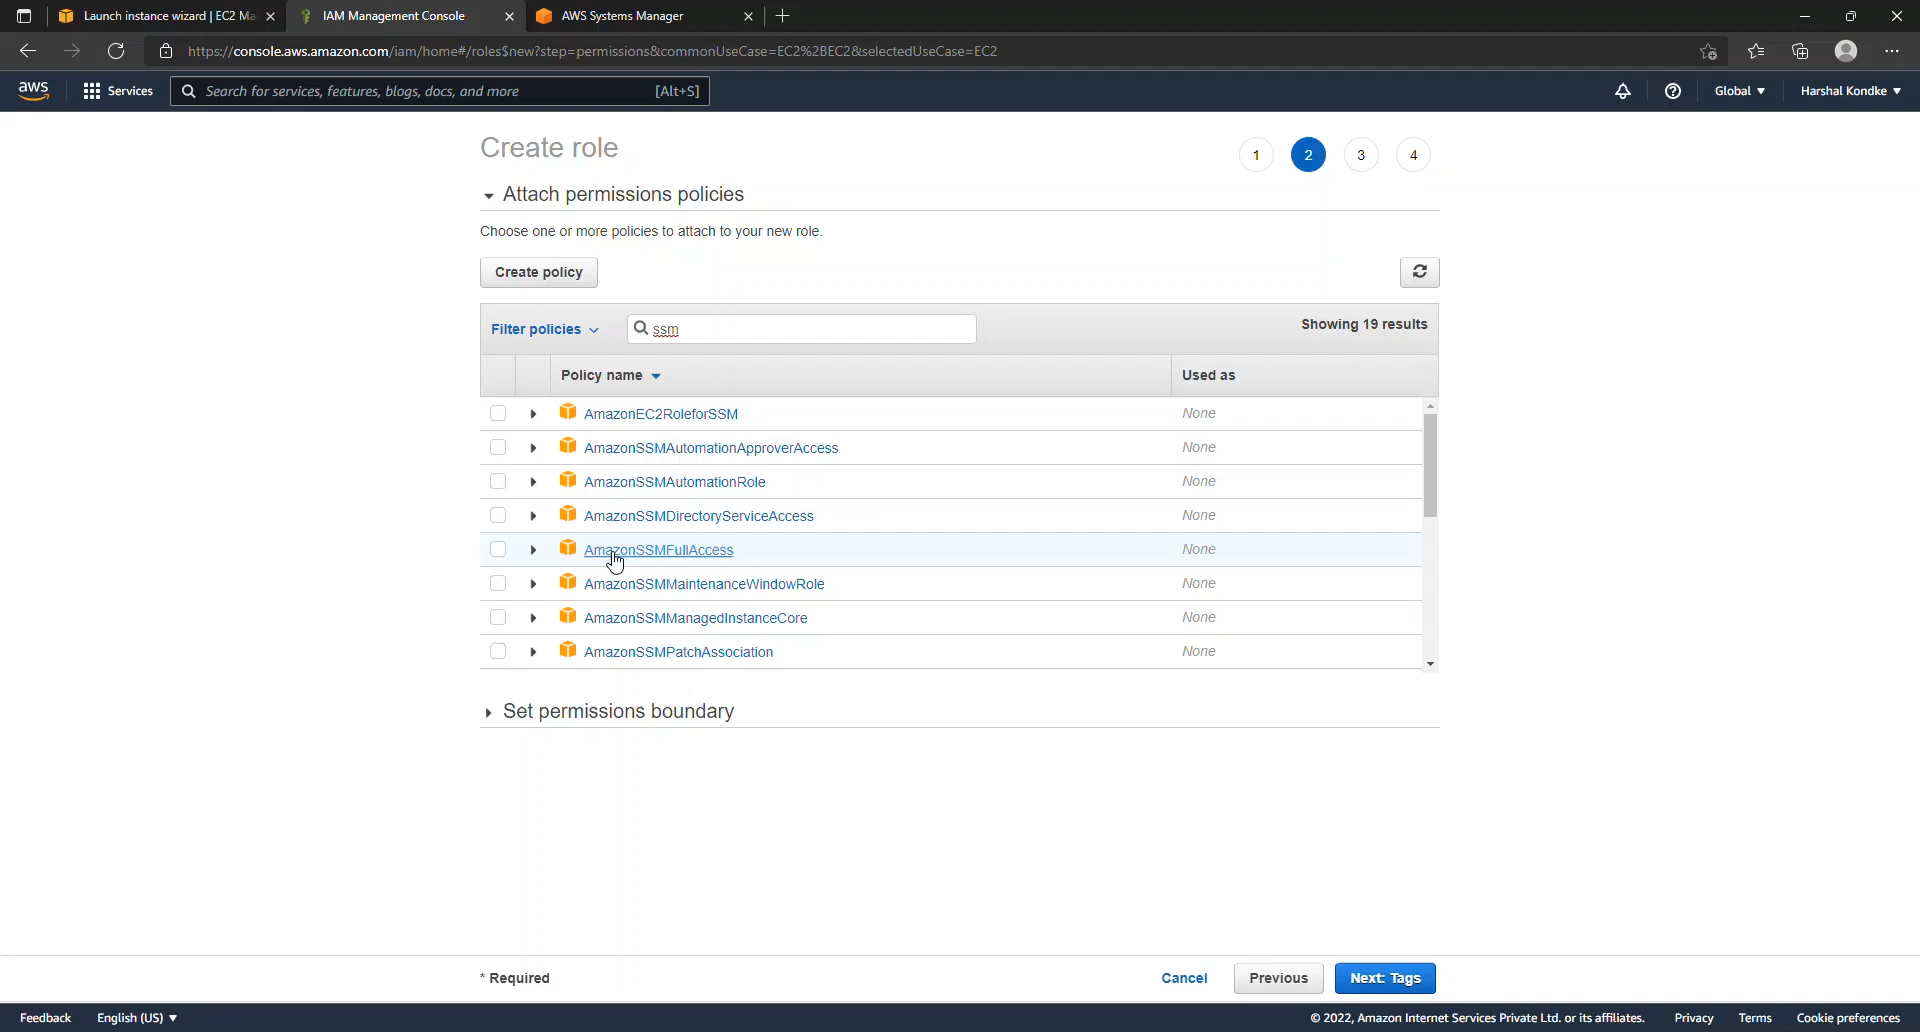 Launch instance wizard | EC2 Ma
IAM Management Console
AWS Systems Manager
https://console.aws.amazon.com/iam/home#/roles$new?step=permissions&commonUseCase=EC2%2BEC2&selectedUseCase=EC2
aws
Services
Search for services, features, blogs, docs, and more
[Alt+S]
Global
Harshal Kondke
Create role
1
2
3
4
Attach permissions policies
Choose one or more policies to attach to your new role.
Create policy
Filter policies
ssm
Showing 19 results
Policy name
Used as
AmazonEC2RoleforSSM
None
AmazonSSMAutomationApproverAccess
None
AmazonSSMAutomationRole
None
AmazonSSMDirectoryServiceAccess
None
AmazonSSMFullAccess
None
AmazonSSMMaintenanceWindowRole
None
AmazonSSMManagedInstanceCore
None
AmazonSSMPatchAssociation
None
Set permissions boundary
* Required
Cancel
Previous
Next: Tags
Feedback
English (US)
© 2022, Amazon Internet Services Private Ltd. or its affiliates.
Privacy
Terms
Cookie preferences